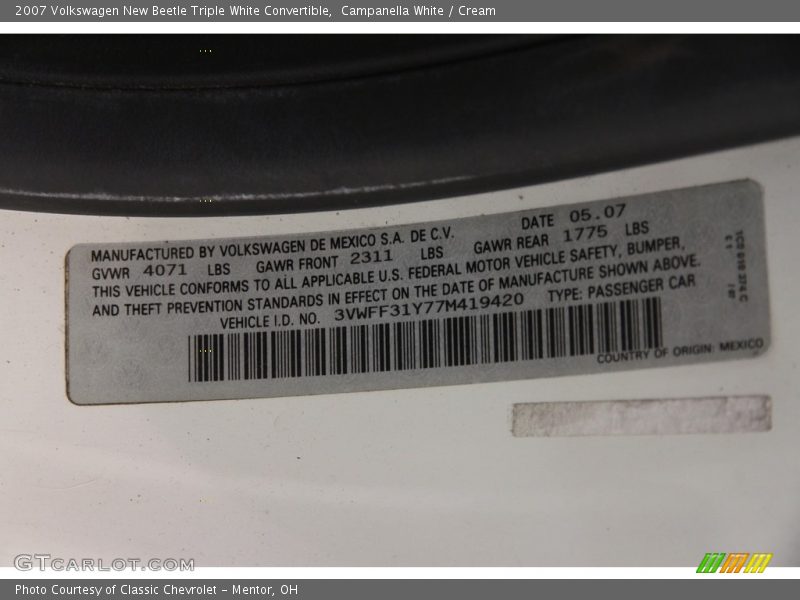 2007 Volkswagen New Beetle Triple White Convertible, Campanella White / Cream
MANUFACTURED BY VOLKSWAGEN DE MEXICO S.A. DE C.V. DATE 05.07
GVWR 4071 LBS GAWR FRONT 2311 LBS GAWR REAR 1775 LBS
THIS VEHICLE CONFORMS TO ALL APPLICABLE U.S. FEDERAL MOTOR VEHICLE SAFETY, BUMPER,
AND THEFT PREVENTION STANDARDS IN EFFECT ON THE DATE OF MANUFACTURE SHOWN ABOVE.
VEHICLE I.D. NO. 3VWFF31Y77M419420 TYPE: PASSENGER CAR
COUNTRY OF ORIGIN: MEXICO
GTCARLOT.COM
Photo Courtesy of Classic Chevrolet - Mentor, OH